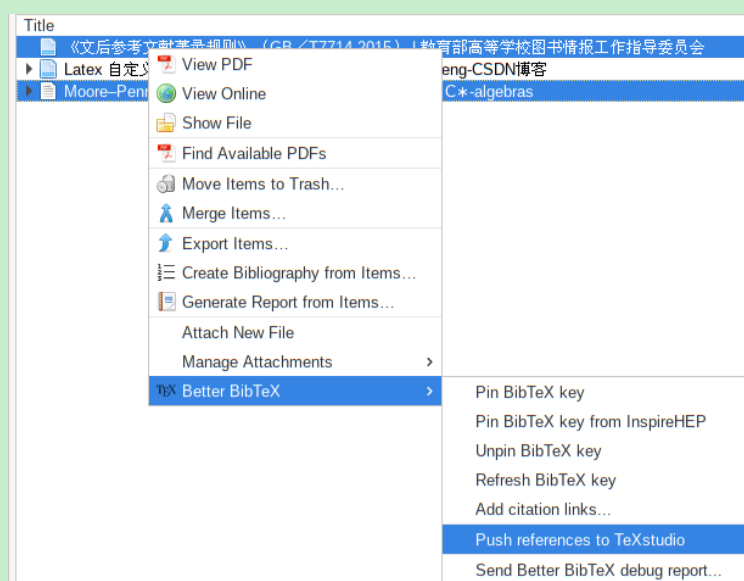 Title
《文后参考文献著录规则》（GB／T7714 2015）| 教育部高等学校图书情报工作指导委员会
Latex 自定义 eng-CSDN博客
Moore–Penr C∗-algebras
View PDF
View Online
Show File
Find Available PDFs
Move Items to Trash…
Merge Items…
Export Items…
Create Bibliography from Items…
Generate Report from Items…
Attach New File
Manage Attachments
TEX Better BibTeX
Pin BibTeX key
Pin BibTeX key from InspireHEP
Unpin BibTeX key
Refresh BibTeX key
Add citation links…
Push references to TeXstudio
Send Better BibTeX debug report…